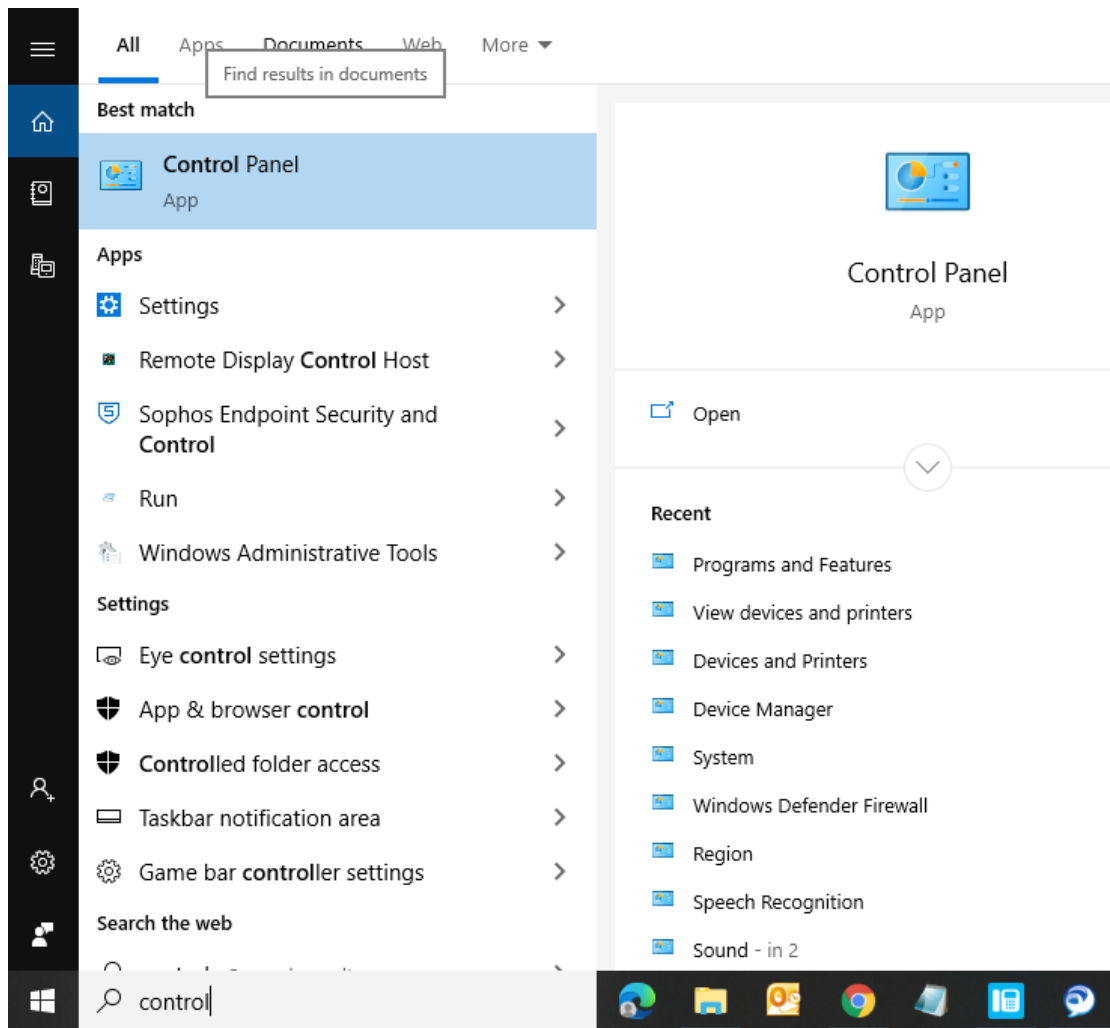 All Apps Documents Web More
Find results in documents
Best match
Control Panel
App
Apps
Settings
Remote Display Control Host
Sophos Endpoint Security and
Control
Run
Windows Administrative Tools
Settings
Eye control settings
App & browser control
Controlled folder access
Taskbar notification area
Game bar controller settings
Search the web
control
Control Panel
App
Open
Recent
Programs and Features
View devices and printers
Devices and Printers
Device Manager
System
Windows Defender Firewall
Region
Speech Recognition
Sound - in 2